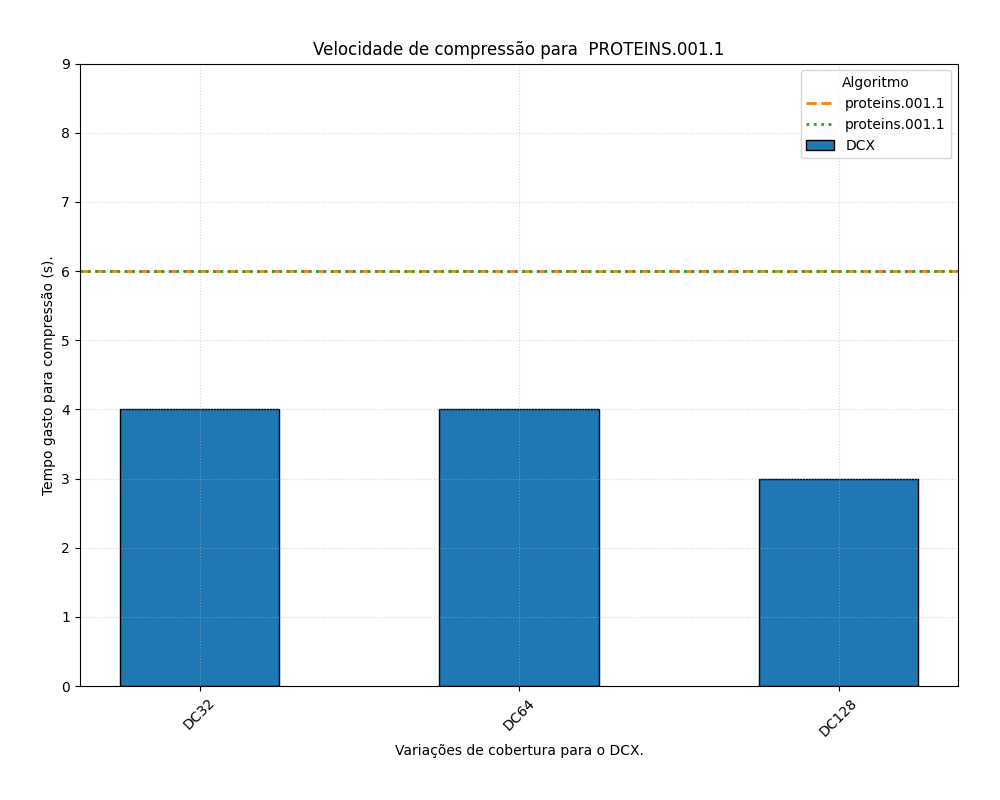 Velocidade de compressão para  PROTEINS.001.1
Algoritmo
proteins.001.1
proteins.001.1
DCX
Tempo gasto para compressão (s).
9
8
7
6
5
4
3
2
1
0
DC32
DC64
DC128
Variações de cobertura para o DCX.